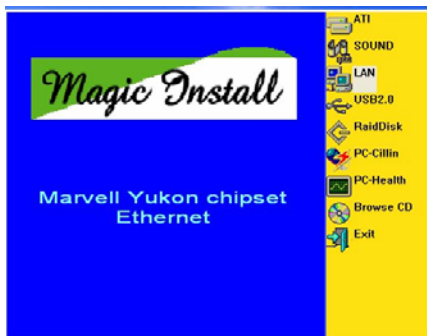 Magic Install
Marvell Yukon chipset
Ethernet
ATI
SOUND
LAN
USB2.0
RaidDisk
PC-Cillin
PC-Health
Browse CD
Exit